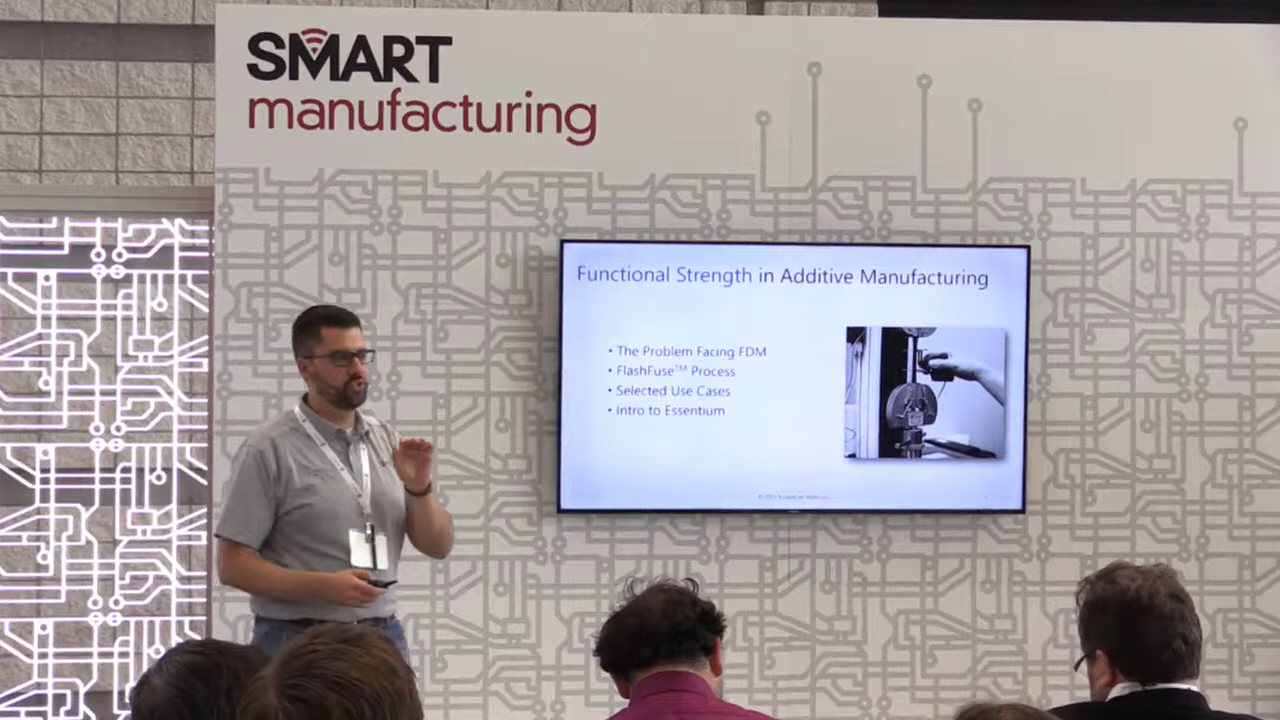 SMART
manufacturing
Functional Strength in Additive Manufacturing
• The Problem Facing FDM
• FlashFuse™ Process
• Selected Use Cases
• Intro to Essentium